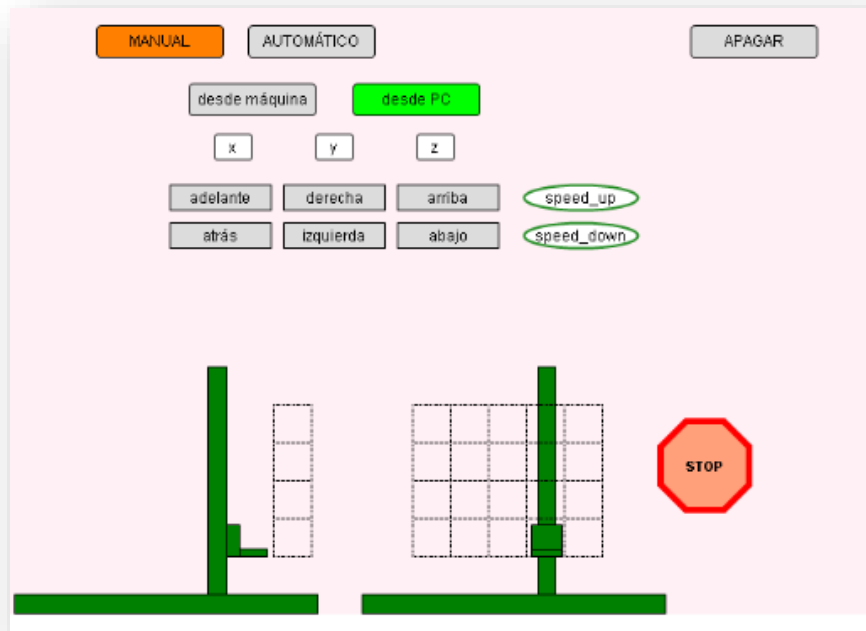 MANUAL AUTOMÁTICO APAGAR
desde máquina desde PC
x y z
adelante derecha arriba speed_up
atrás izquierda abajo speed_down
STOP